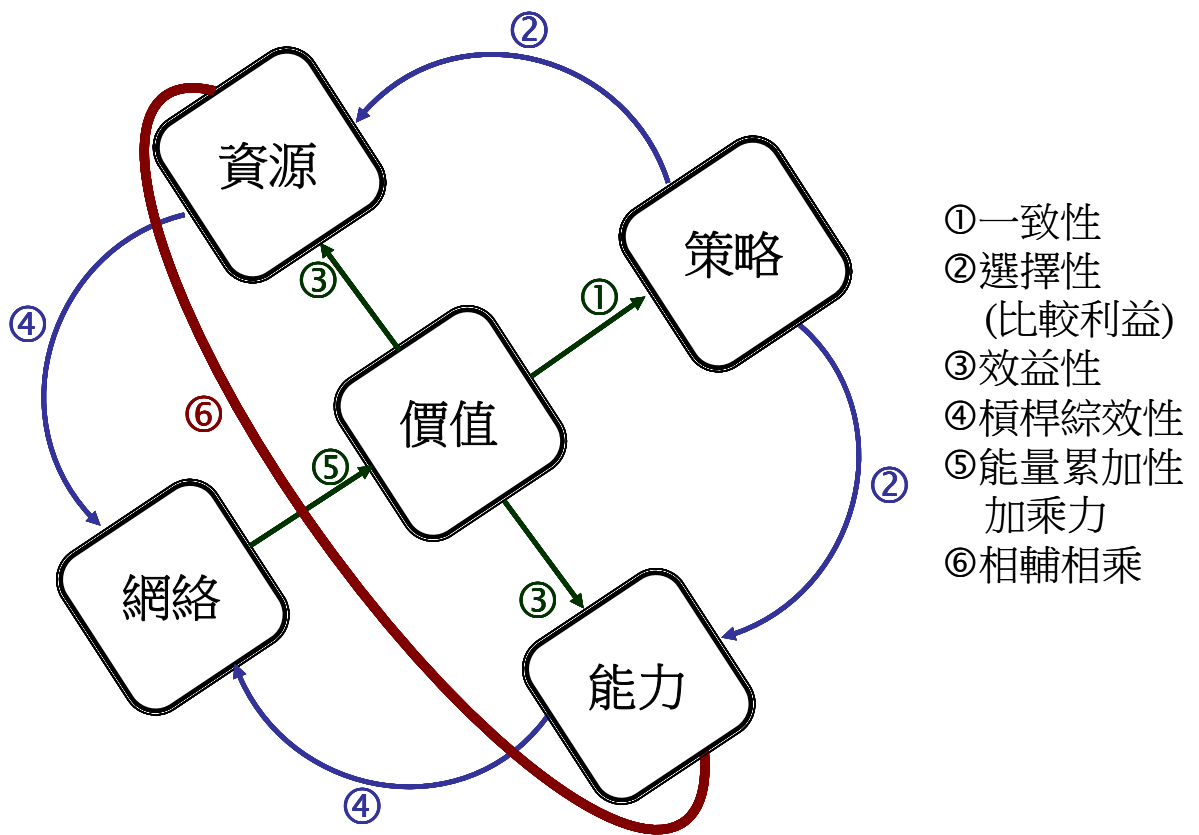 ②
資源
策略
③
①
④
價值
⑥
⑤
②
網絡
③
能力
④
①一致性
②選擇性
(比較利益)
③效益性
④槓桿綜效性
⑤能量累加性
加乘力
⑥相輔相乘